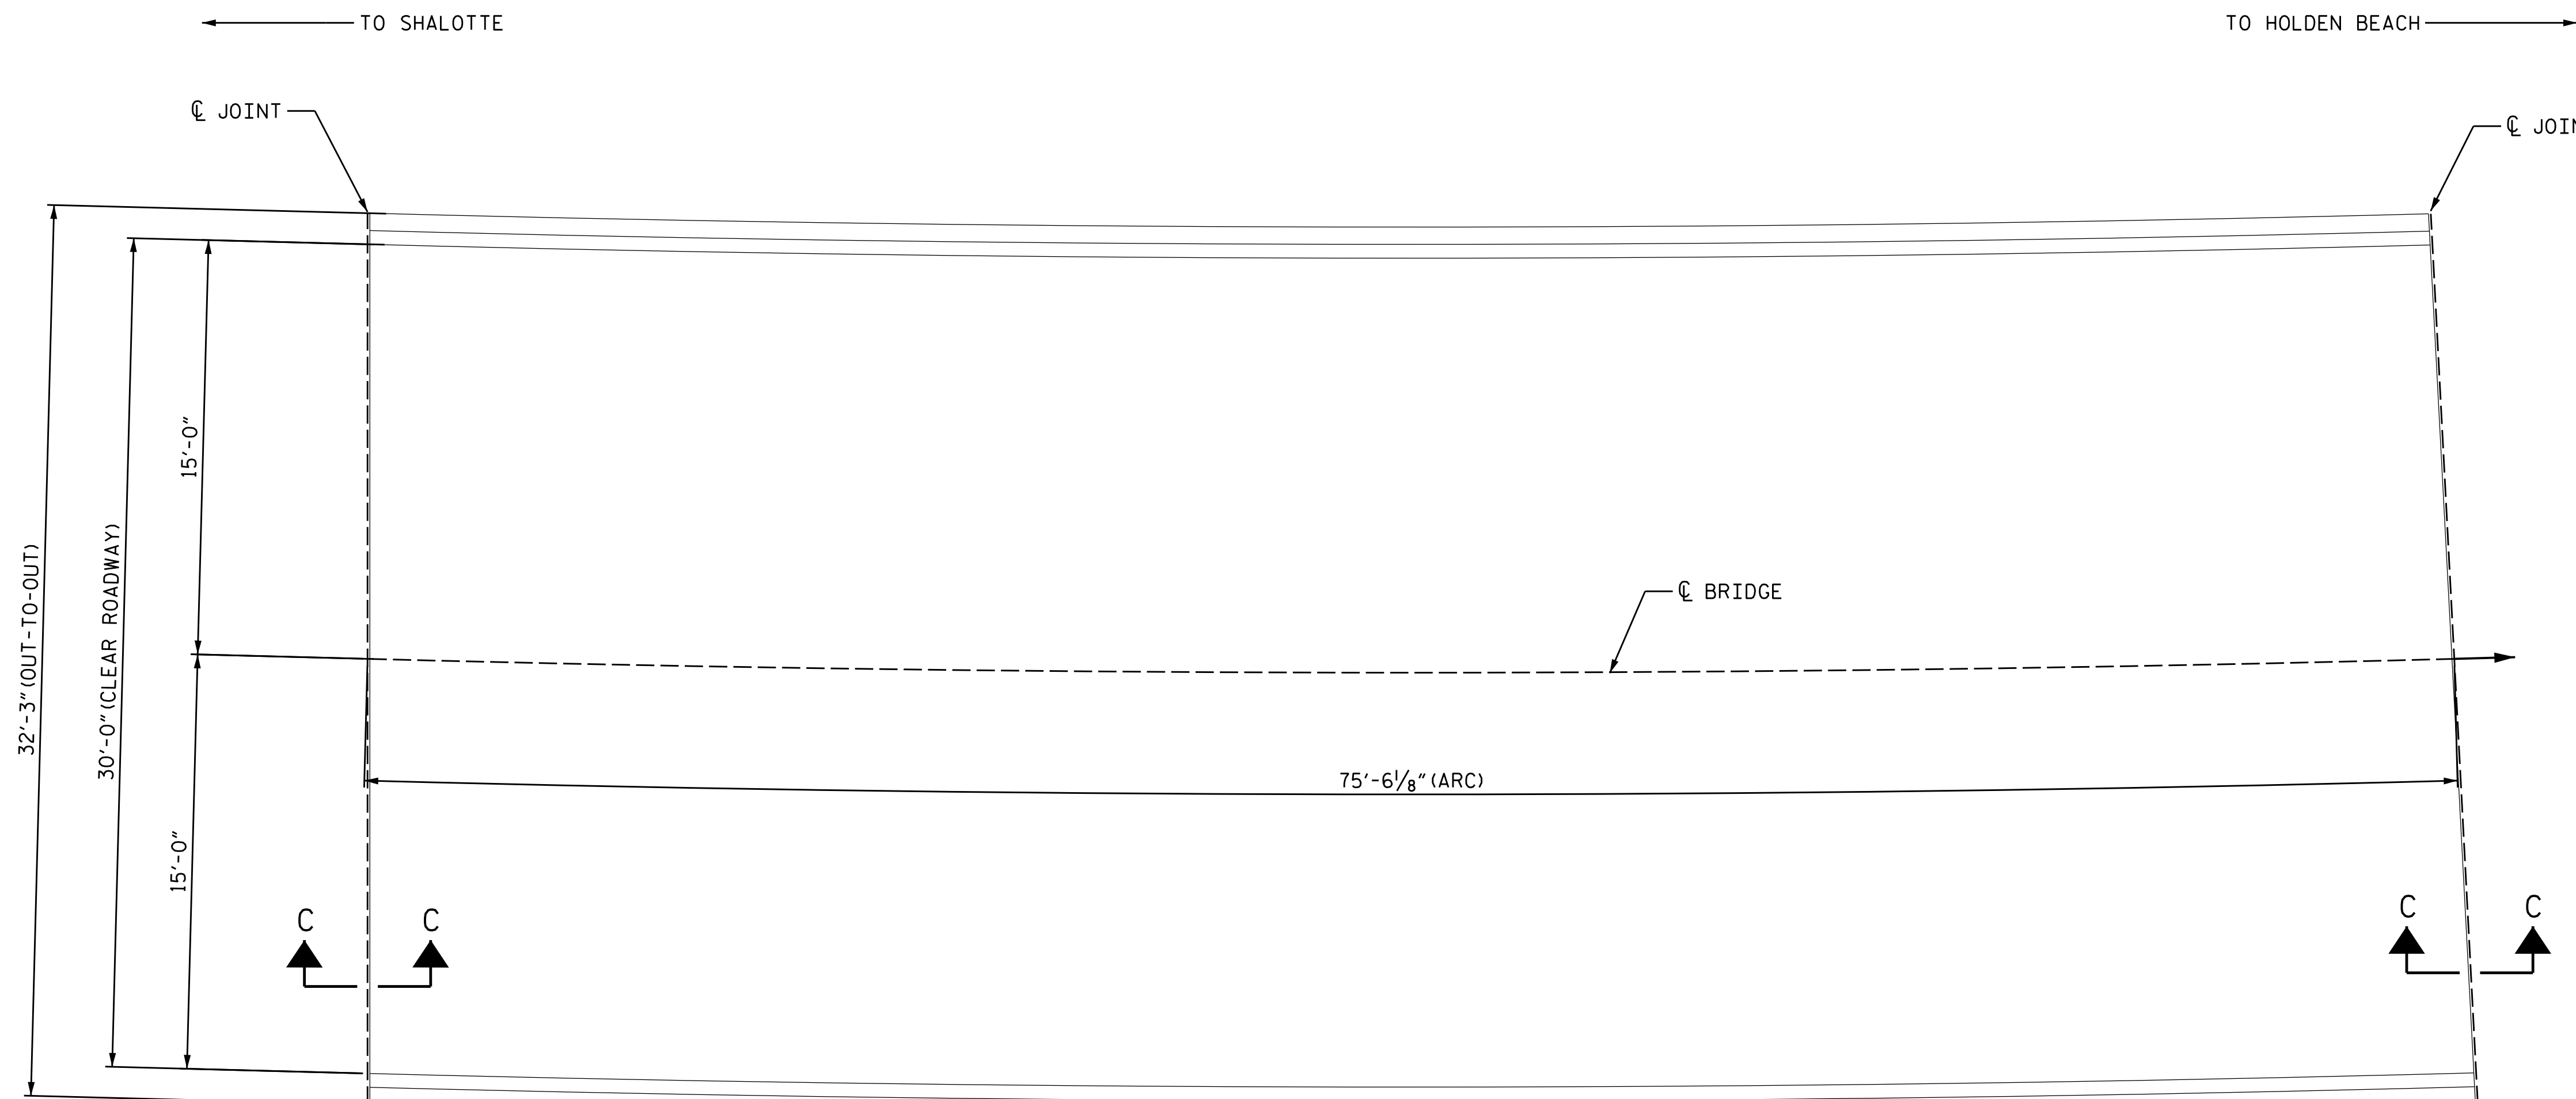 TO SHALOTTE
TO HOLDEN BEACH
℄ JOINT
℄ JOIN
15'-0"
32'-3"(OUT-TO-OUT)
30'-0"(CLEAR ROADWAY)
℄ BRIDGE
75'-6⅛"(ARC)
15'-0"
C C
C C